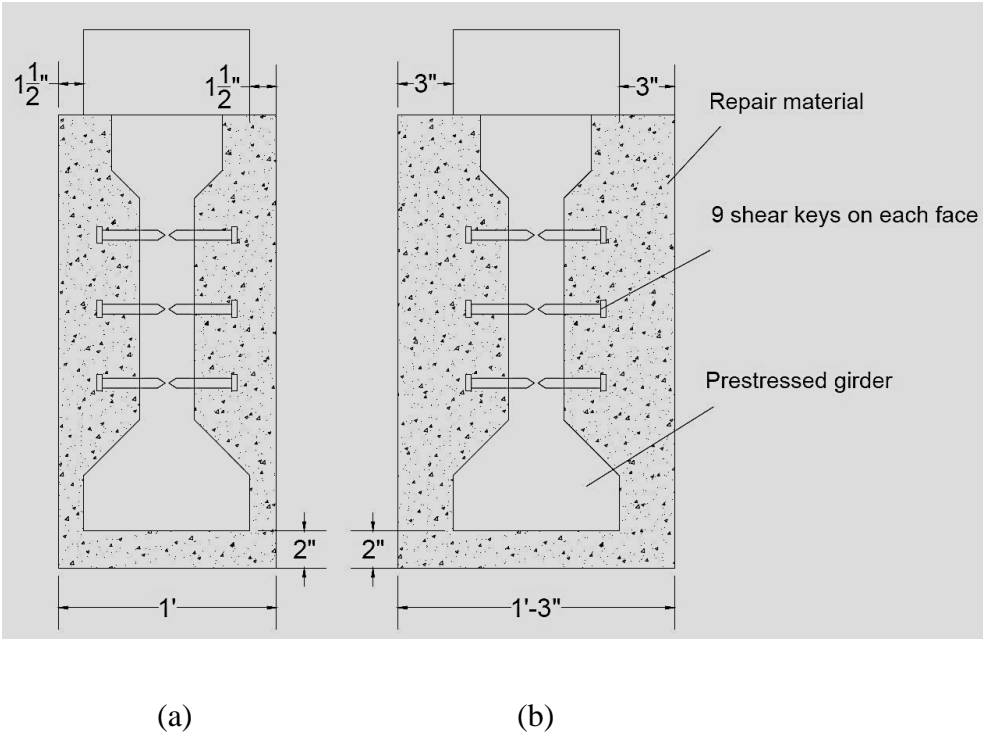 1 1/2"
1 1/2"
3"
3"
Repair material
9 shear keys on each face
Prestressed girder
2"
2"
1'
1'-3"
(a)
(b)